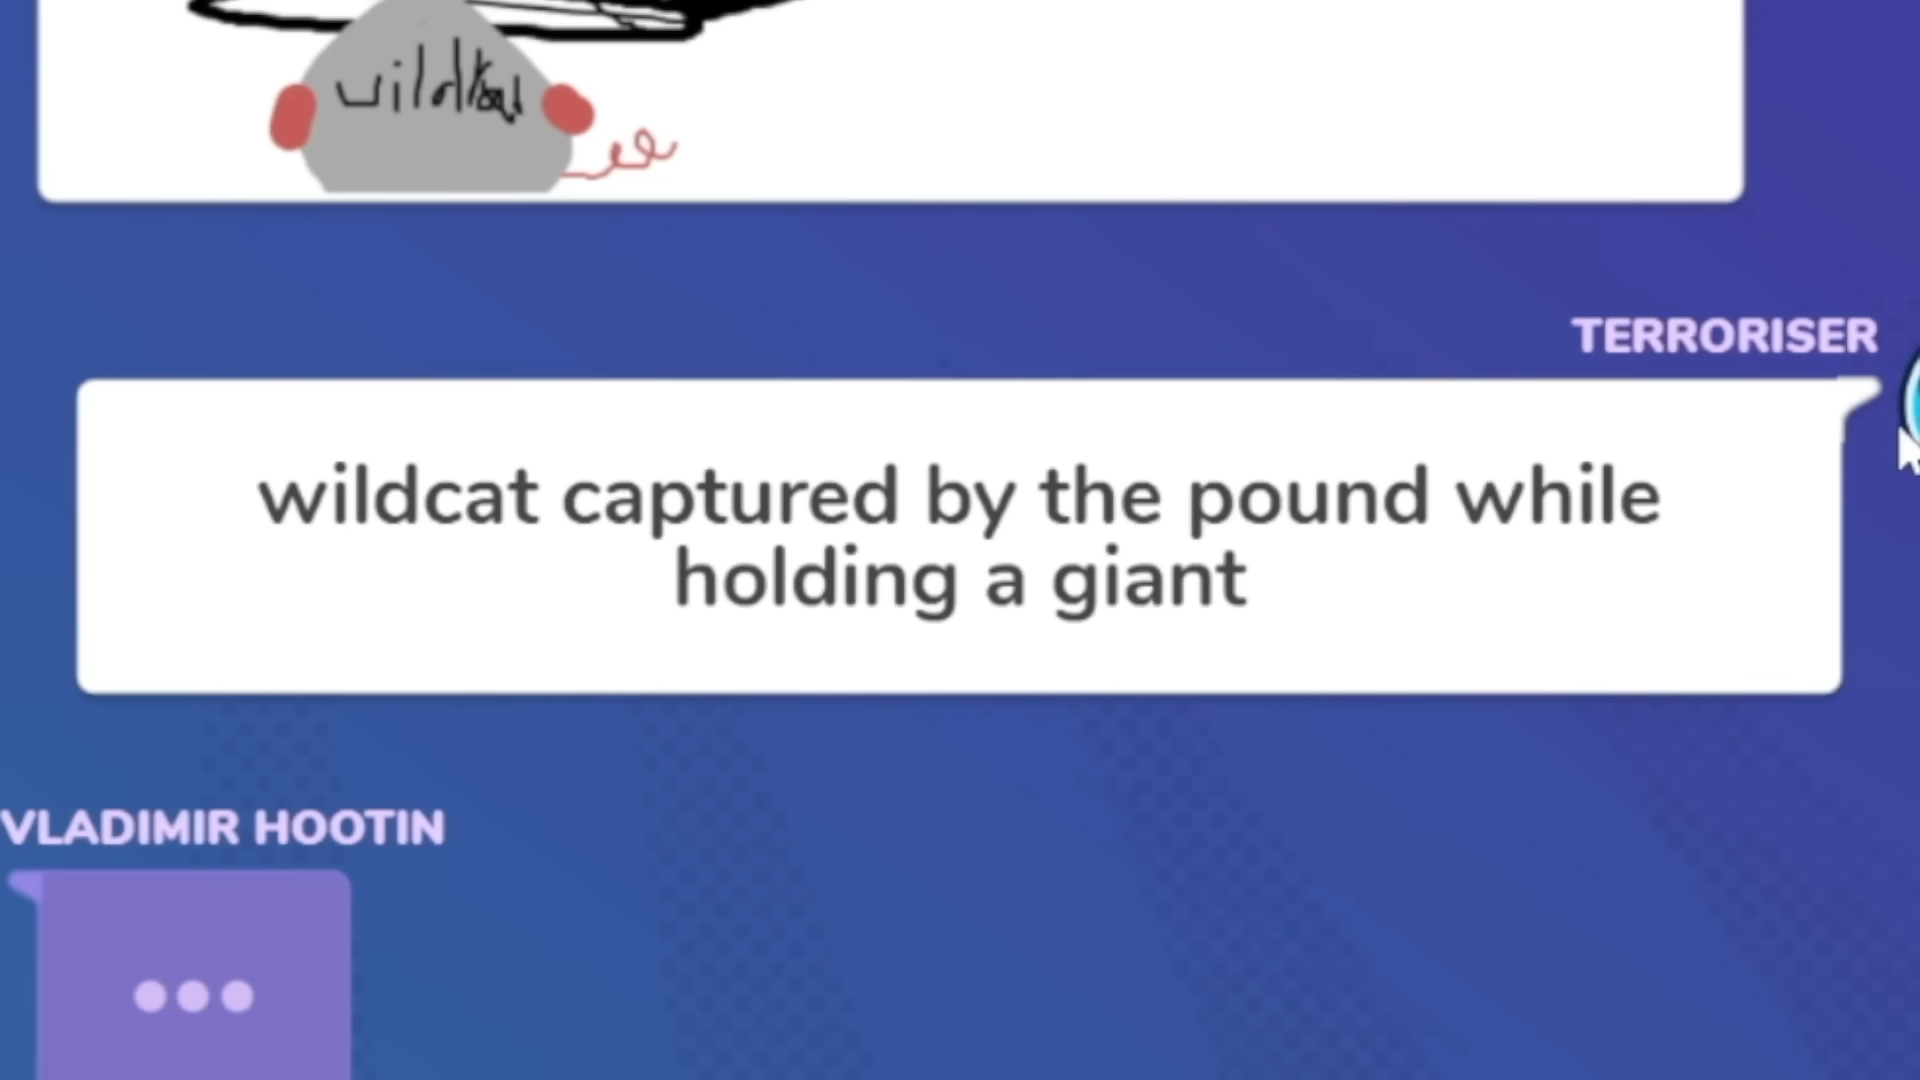 TERRORISER
wildcat captured by the pound while
holding a giant
VLADIMIR HOOTIN